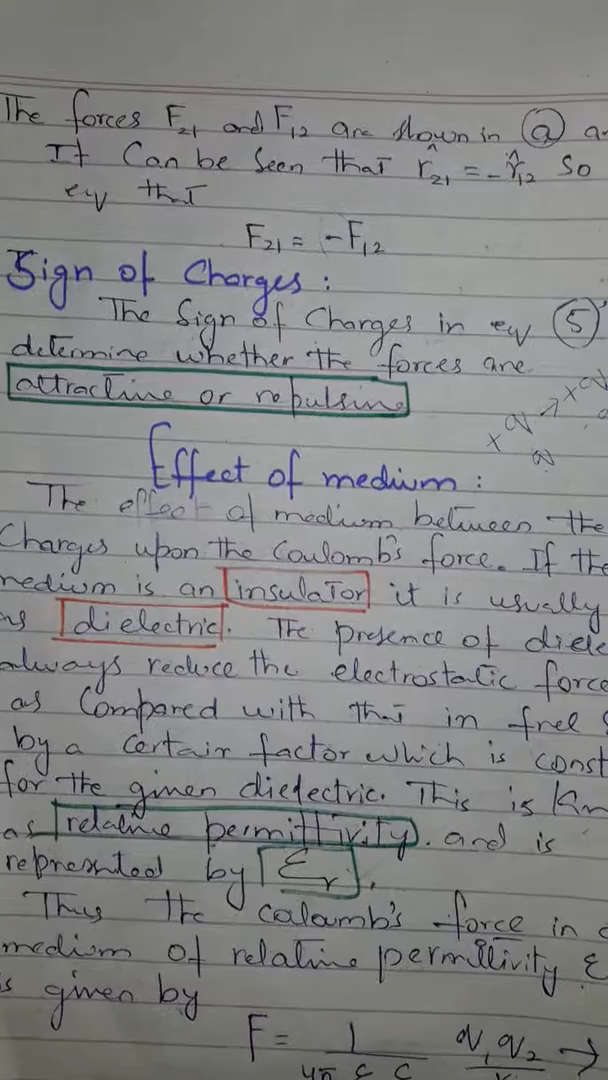 The forces F₂₁ and F₁₂ are shown in (a) a
It Can be Seen that r̂₂₁ = -r̂₁₂ so
that
F₂₁ = -F₁₂
Sign of Charges:
The Sign of Charges in eq (5)
determine whether the forces are
attractive or repulsive
Effect of medium:
The effect of medium between the
Charges upon the Coulomb's force. If the
medium is an insulator it is usually
as dielectric. The presence of diele
always reduce the electrostatic force
as Compared with that in free s
by a certain factor which is const
for the given dielectric. This is Kn
as relative permittivity. and is
represented by εr.
Thus the Calomb's force in a
medium of relative permittivity ε
is given by
F = 1 q₁q₂